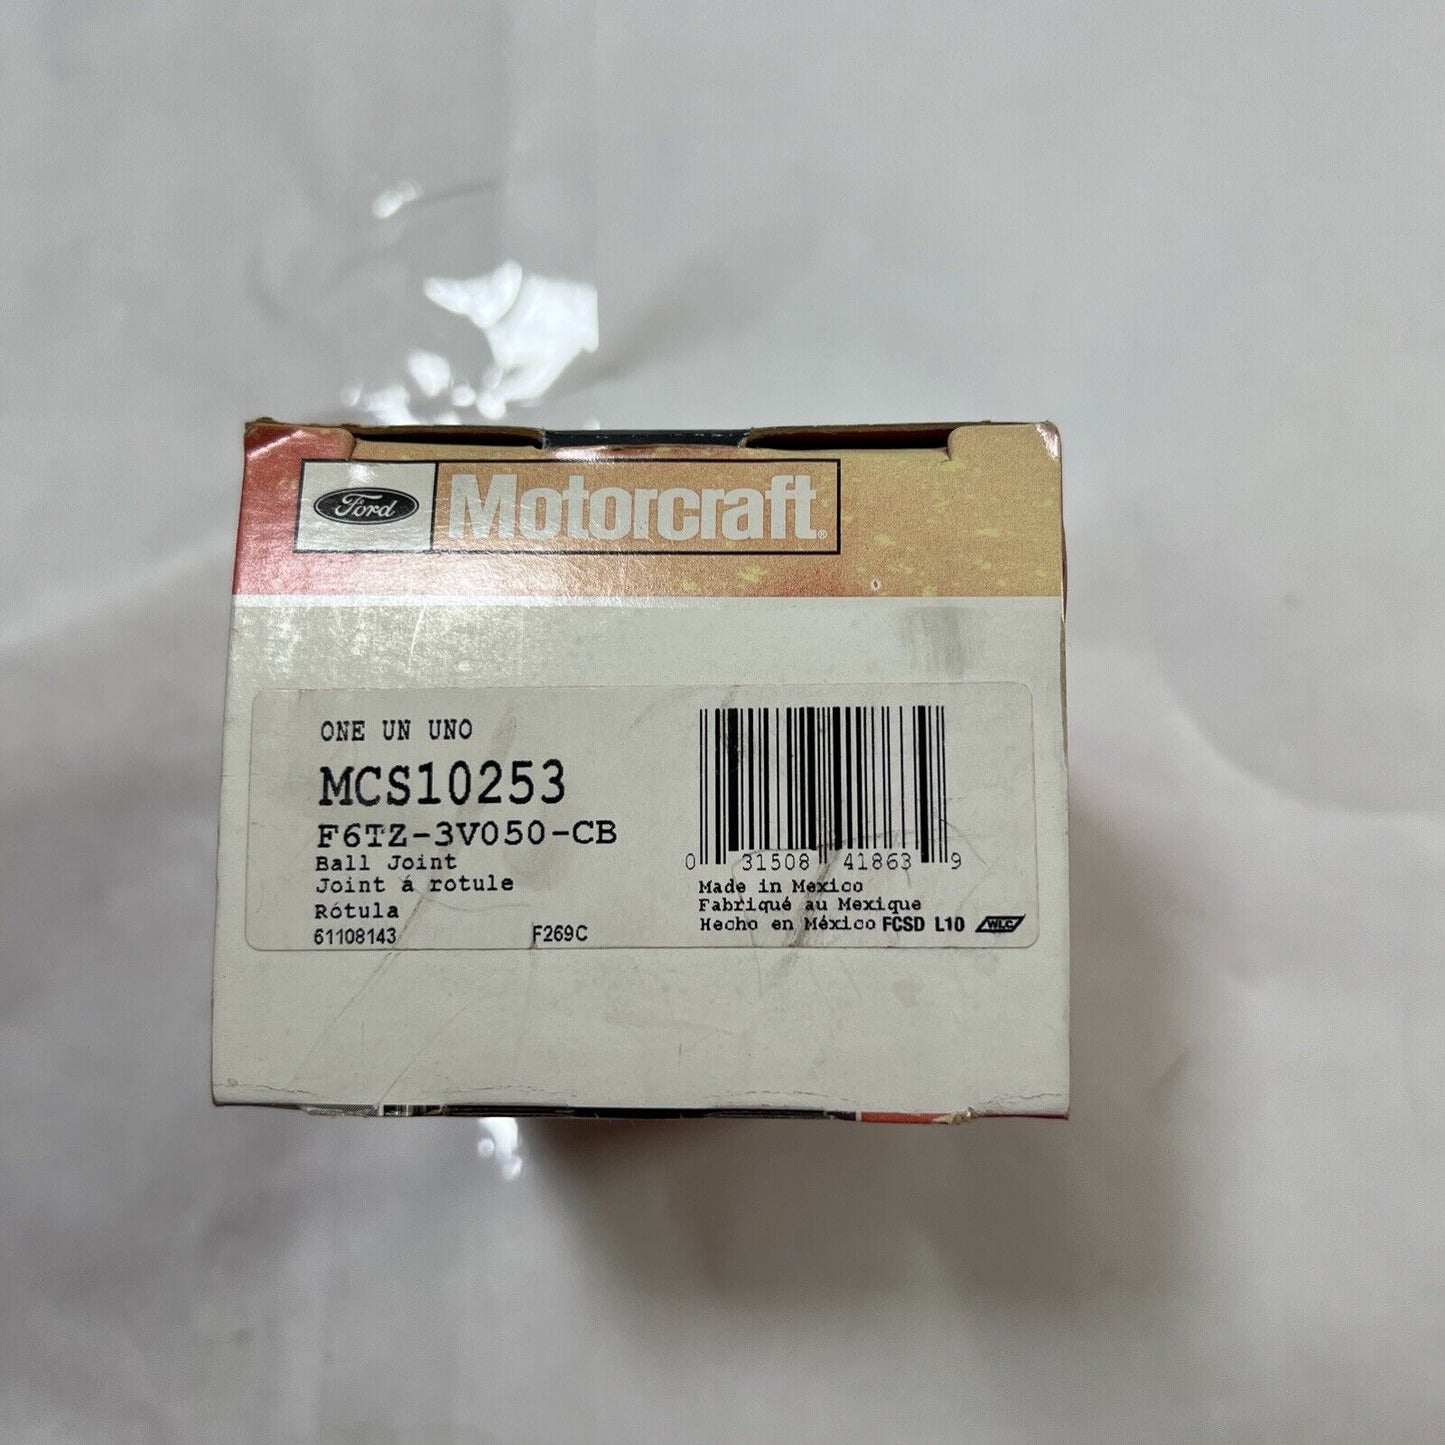 Ford Motorcraft®
ONE UN UNO
MCS10253
F6TZ-3V050-CB
Ball Joint
Joint á rotule
Rótula
61108143 F269C
0 31508 41863 9
Made in Mexico
Fabriqué au Mexique
Hecho en México FCSD L10 WLC